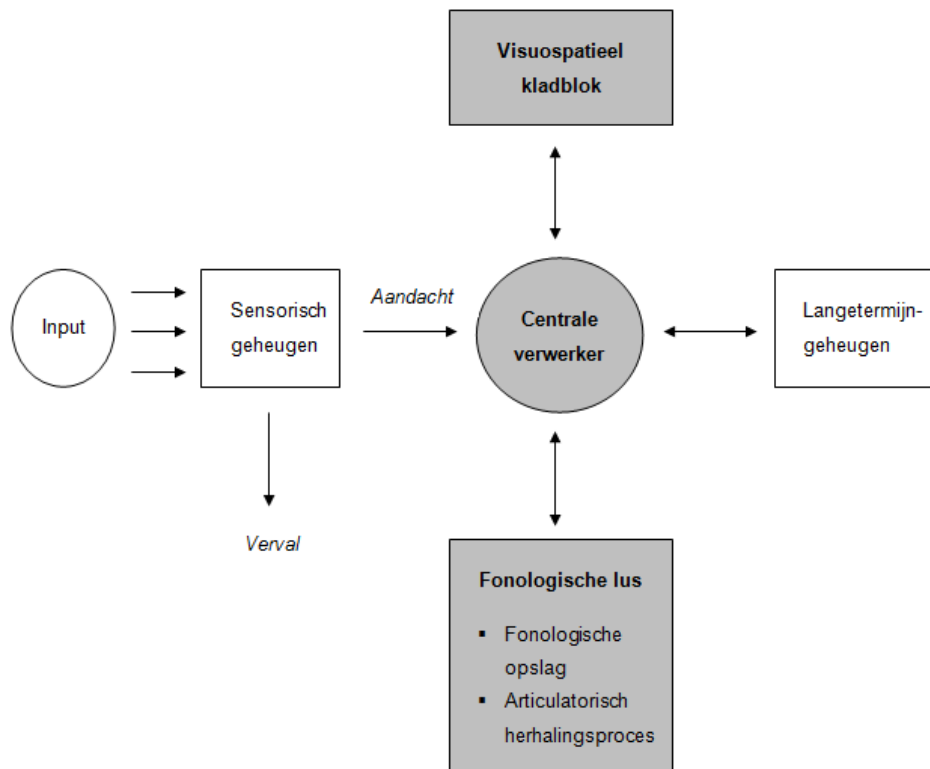 Visuospatieel
kladblok
Input
Sensorisch
geheugen
Aandacht
Centrale
verwerker
Langetermijn-
geheugen
Verval
Fonologische lus
▪ Fonologische
opslag
▪ Articulatorisch
herhalingsproces